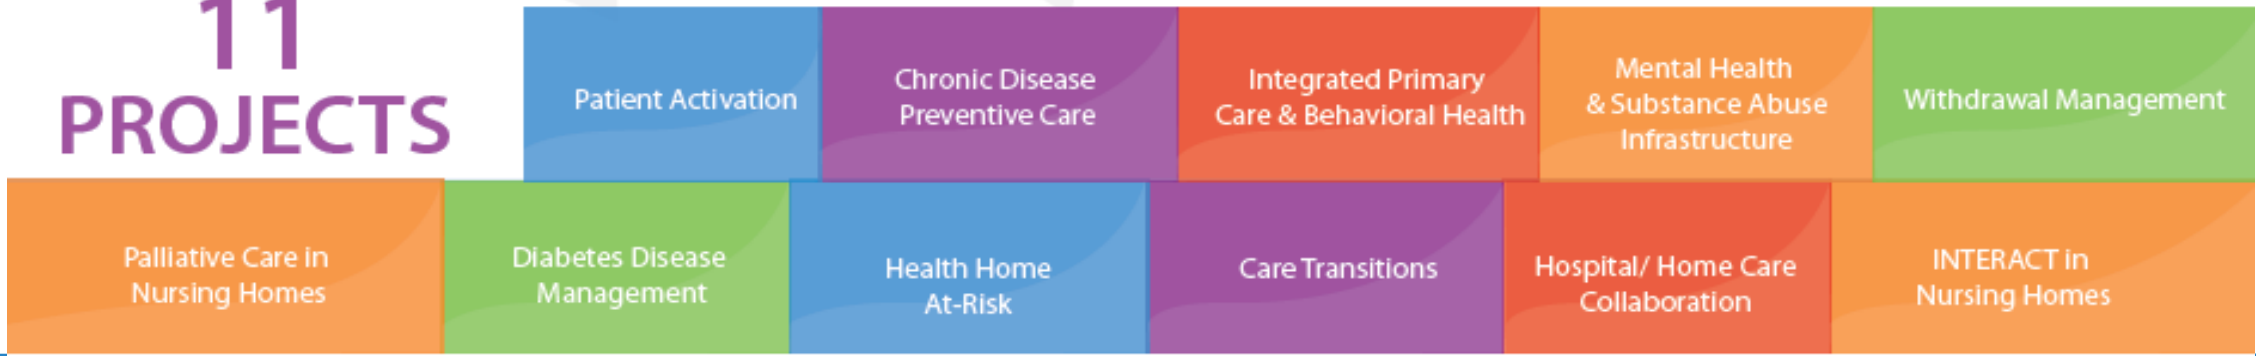 11
PROJECTS
Patient Activation
Chronic Disease
Preventive Care
Integrated Primary
Care & Behavioral Health
Mental Health
& Substance Abuse
Infrastructure
Withdrawal Management
Palliative Care in
Nursing Homes
Diabetes Disease
Management
Health Home
At-Risk
Care Transitions
Hospital/ Home Care
Collaboration
INTERACT in
Nursing Homes